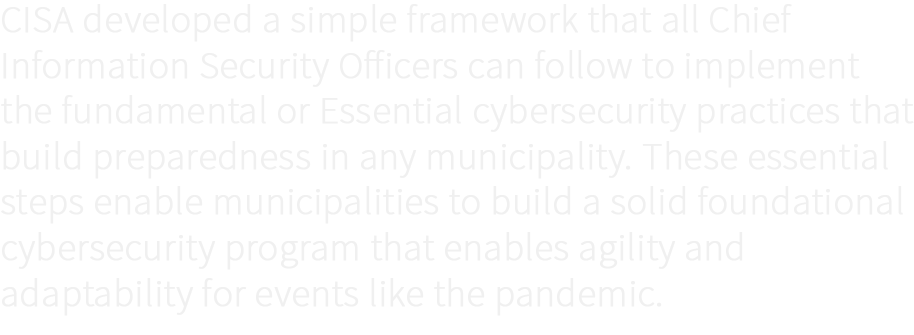 CISA developed a simple framework that all Chief
Information Security Officers can follow to implement
the fundamental or Essential cybersecurity practices that
build preparedness in any municipality. These essential
steps enable municipalities to build a solid foundational
cybersecurity program that enables agility and
adaptability for events like the pandemic.